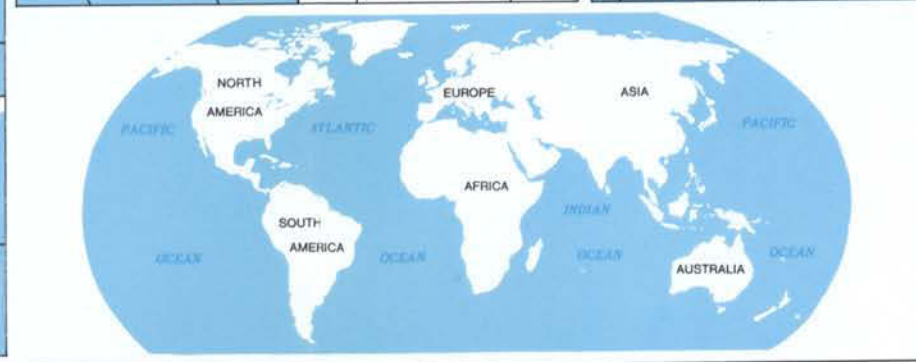 NORTH
AMERICA
EUROPE
ASIA
PACIFIC
ATLANTIC
PACIFIC
AFRICA
INDIAN
SOUTH
AMERICA
OCEAN
OCEAN
OCEAN
OCEAN
AUSTRALIA